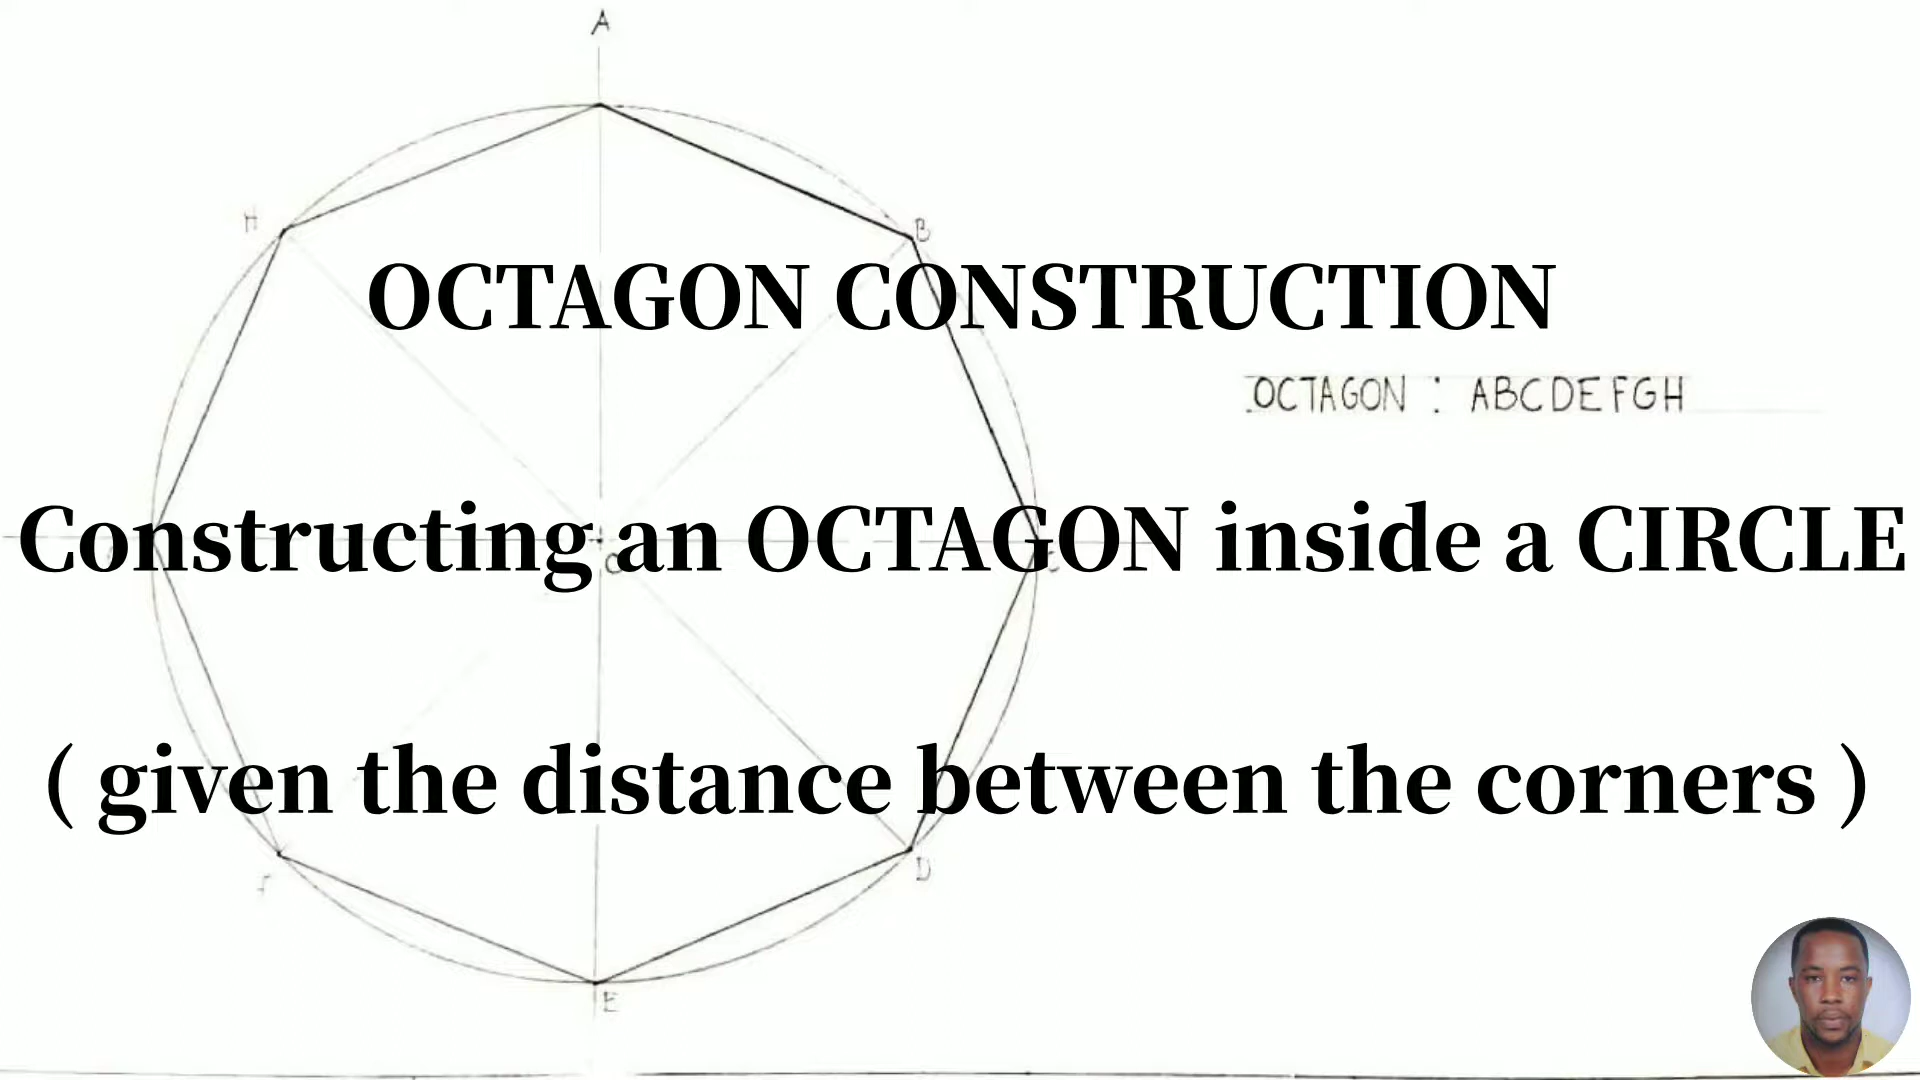 A
H
B
OCTAGON CONSTRUCTION
OCTAGON : ABCDEFGH
Constructing an OCTAGON inside a CIRCLE
O
C
( given the distance between the corners )
D
F
E